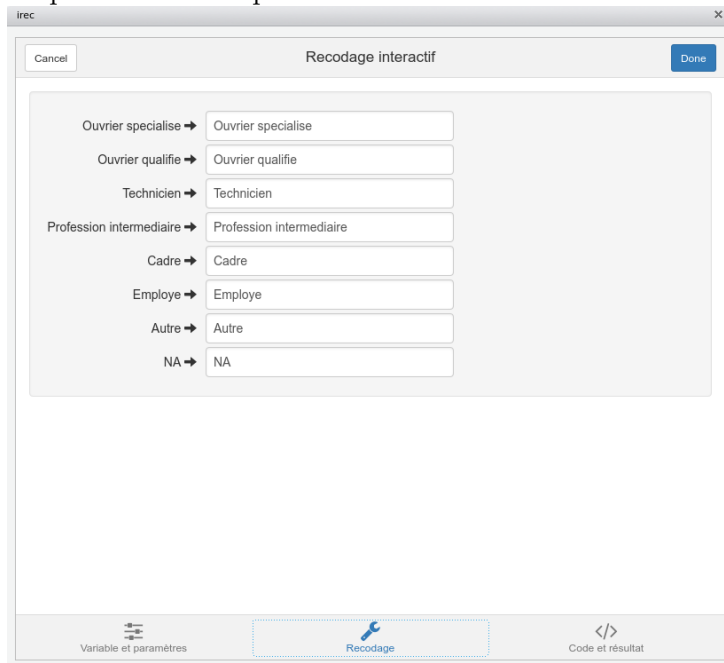 irec ×
Cancel Recodage interactif Done
Ouvrier specialise ➔ Ouvrier specialise
Ouvrier qualifie ➔ Ouvrier qualifie
Technicien ➔ Technicien
Profession intermediaire ➔ Profession intermediaire
Cadre ➔ Cadre
Employe ➔ Employe
Autre ➔ Autre
NA ➔ NA
Variable et paramètres Recodage </> Code et résultat